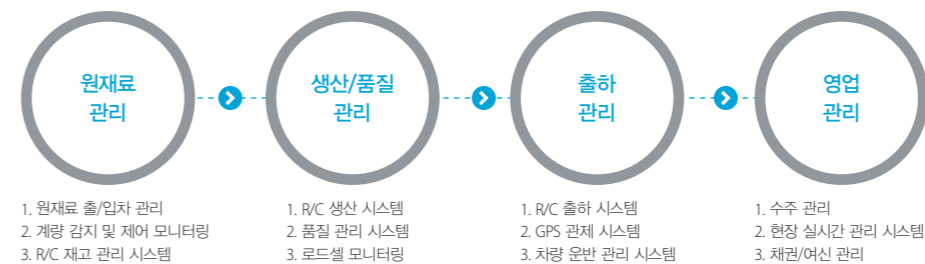 원재료
관리
생산/품질
관리
출하
관리
영업
관리
1. 원재료 출/입차 관리
2. 계량 감지 및 제어 모니터링
3. R/C 재고 관리 시스템
1. R/C 생산 시스템
2. 품질 관리 시스템
3. 로드셀 모니터링
1. R/C 출하 시스템
2. GPS 관제 시스템
3. 차량 운반 관리 시스템
1. 수주 관리
2. 현장 실시간 관리 시스템
3. 채권/여신 관리